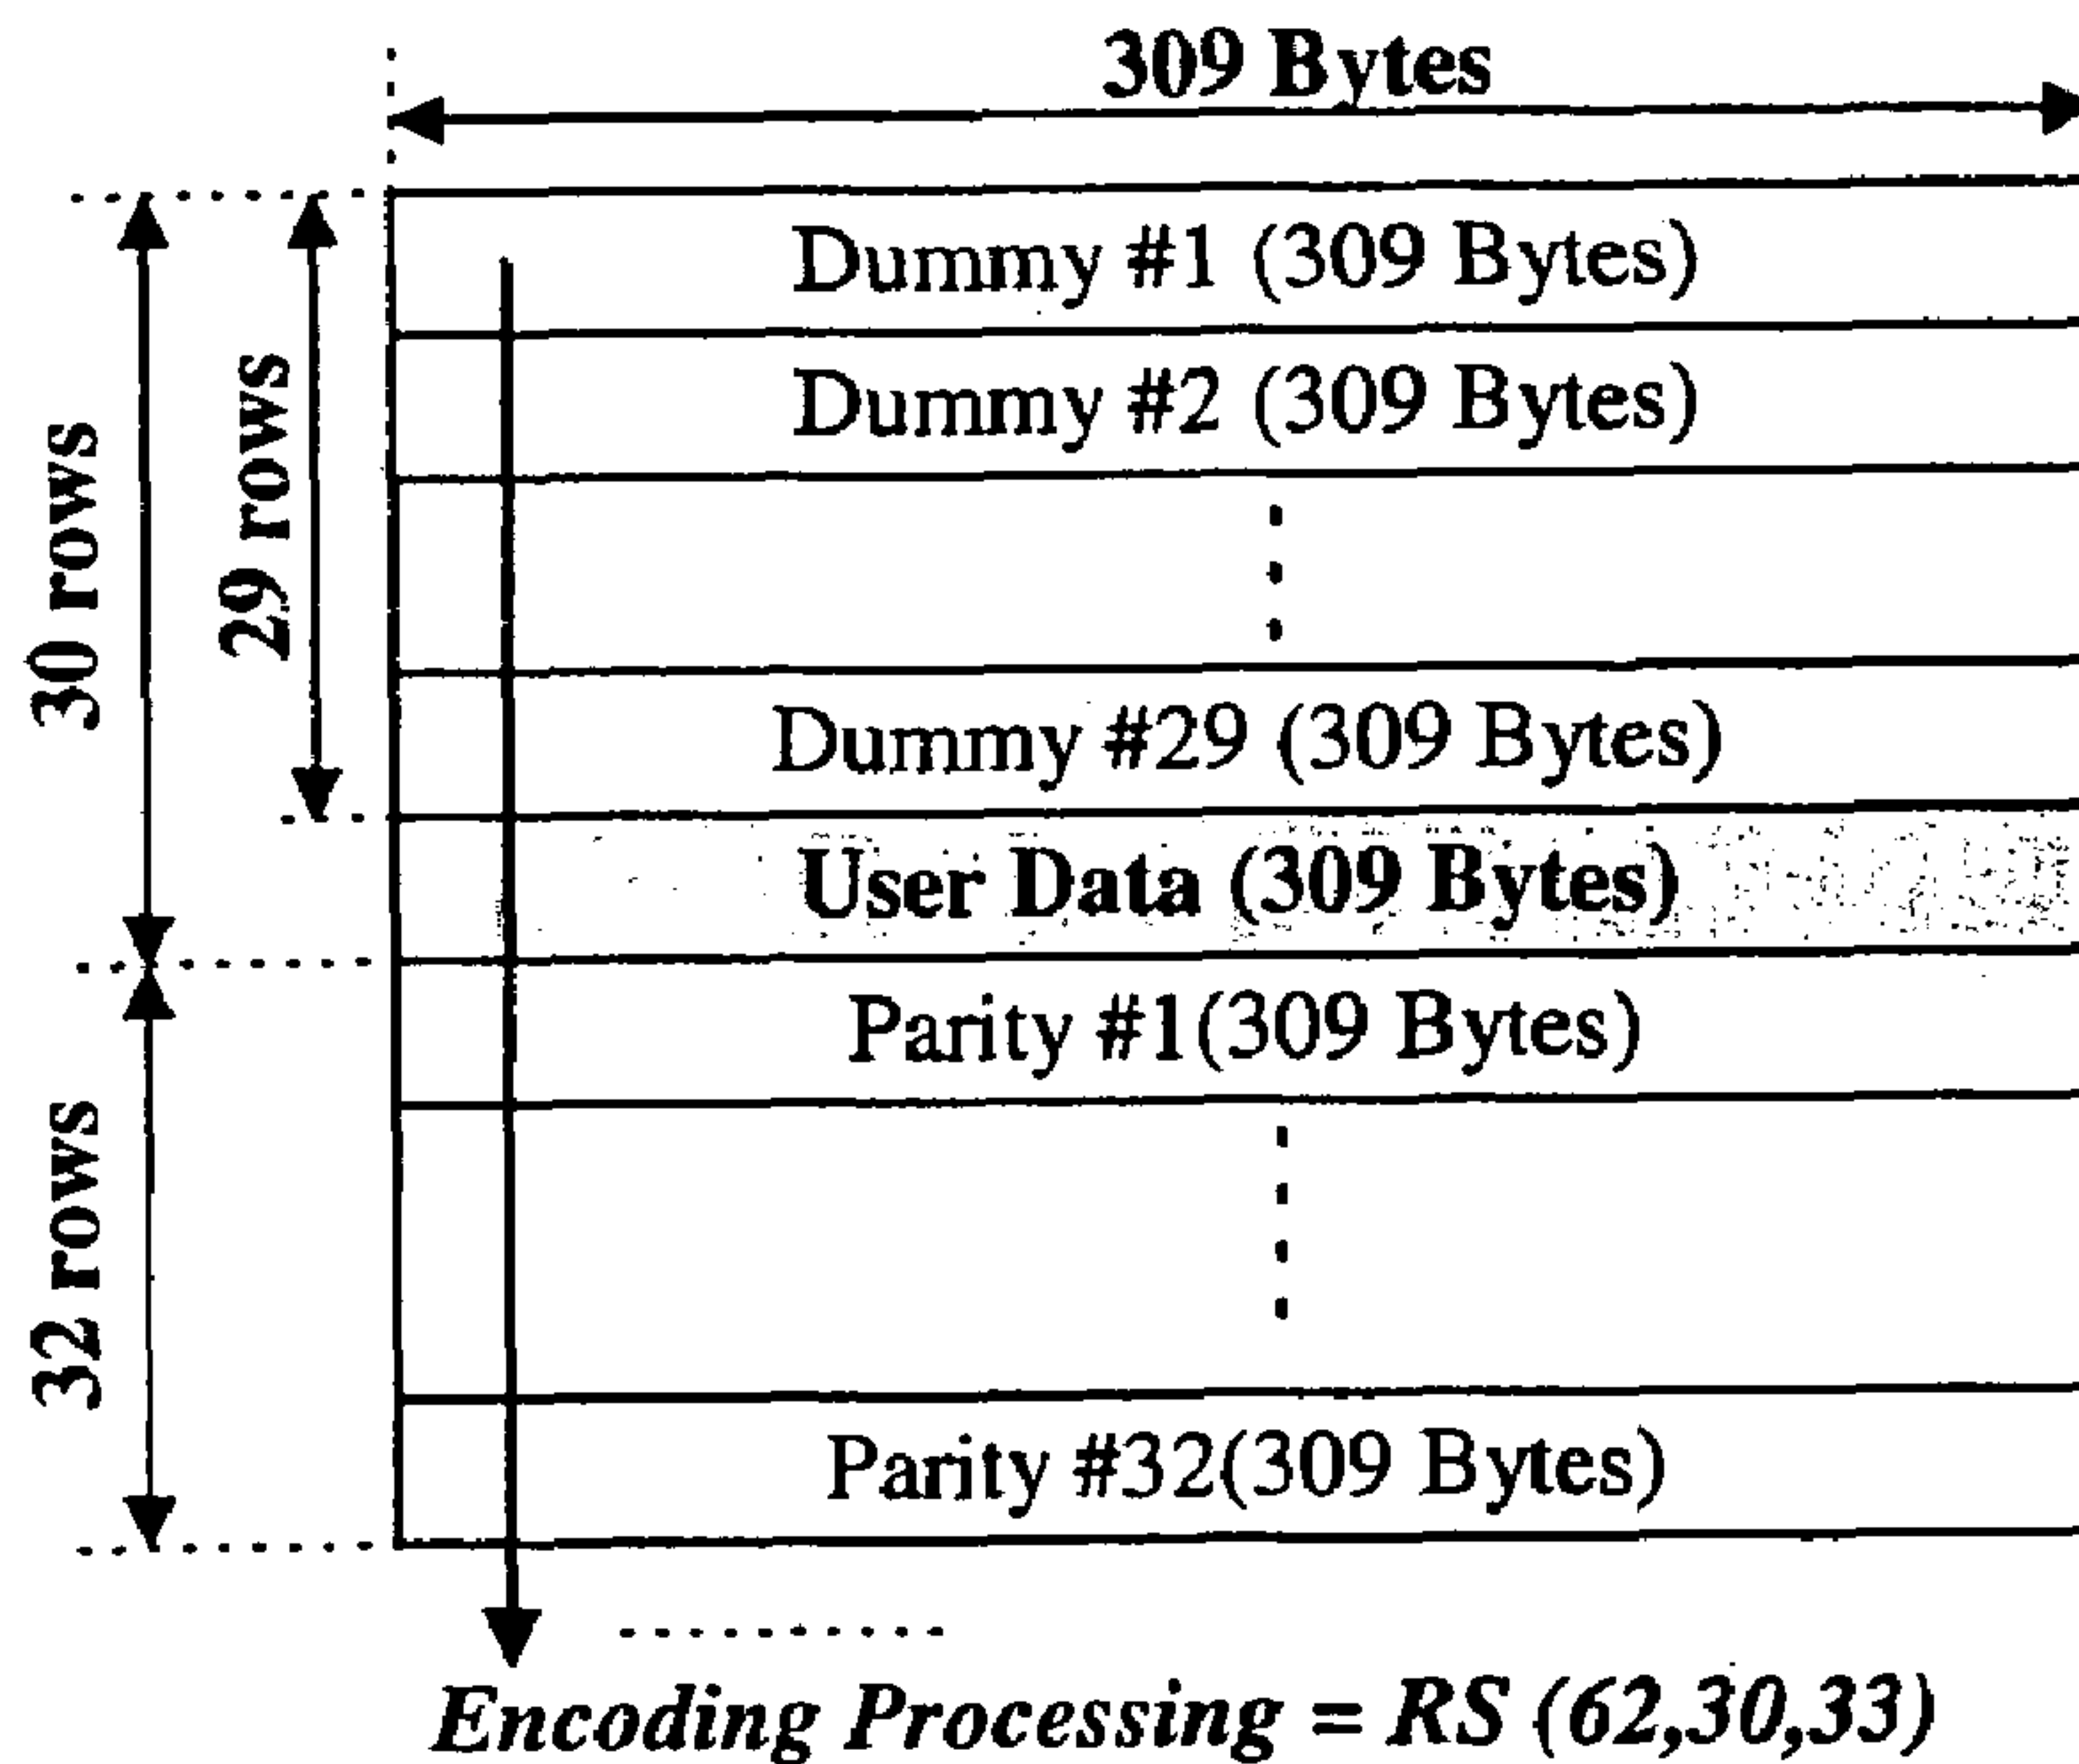 309 Bytes
Dummy #1 (309 Bytes)
Dummy #2 (309 Bytes)
30 rows
29 rows
Dummy #29 (309 Bytes)
User Data (309 Bytes)
Parity #1(309 Bytes)
32 rows
Parity #32(309 Bytes)
Encoding Processing = RS (62,30,33)